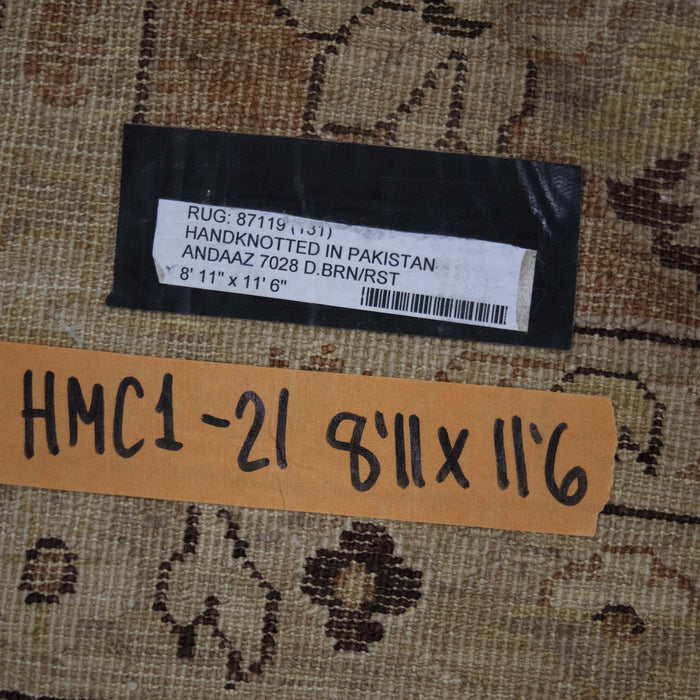 RUG: 87119 (131)
HANDKNOTTED IN PAKISTAN
ANDAAZ 7028 D.BRN/RST
8' 11" x 11' 6"
HMC1-21 8'11 x 11'6